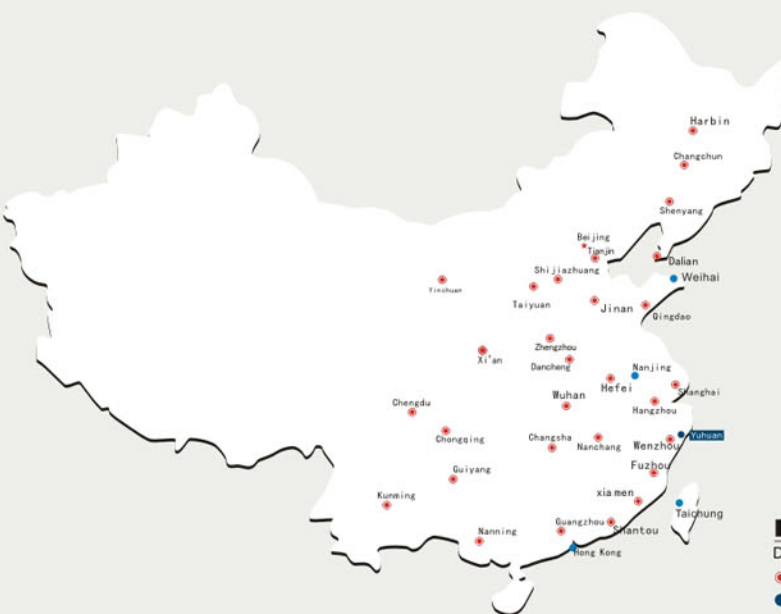 Harbin
Changchun
Shenyang
Beijing
Tianjin
Dalian
Shijiazhuang
Weihai
Yinchuan
Taiyuan
Jinan
Qingdao
Zhengzhou
Xi'an
Dancheng
Nanjing
Hefei
Shanghai
Wuhan
Chengdu
Hangzhou
Chongqing
Changsha
Nanchang
Wenzhou
Yuhuan
Guiyang
Fuzhou
Kunming
xiamen
Taichung
Guangzhou
Shantou
Nanning
Hong Kong